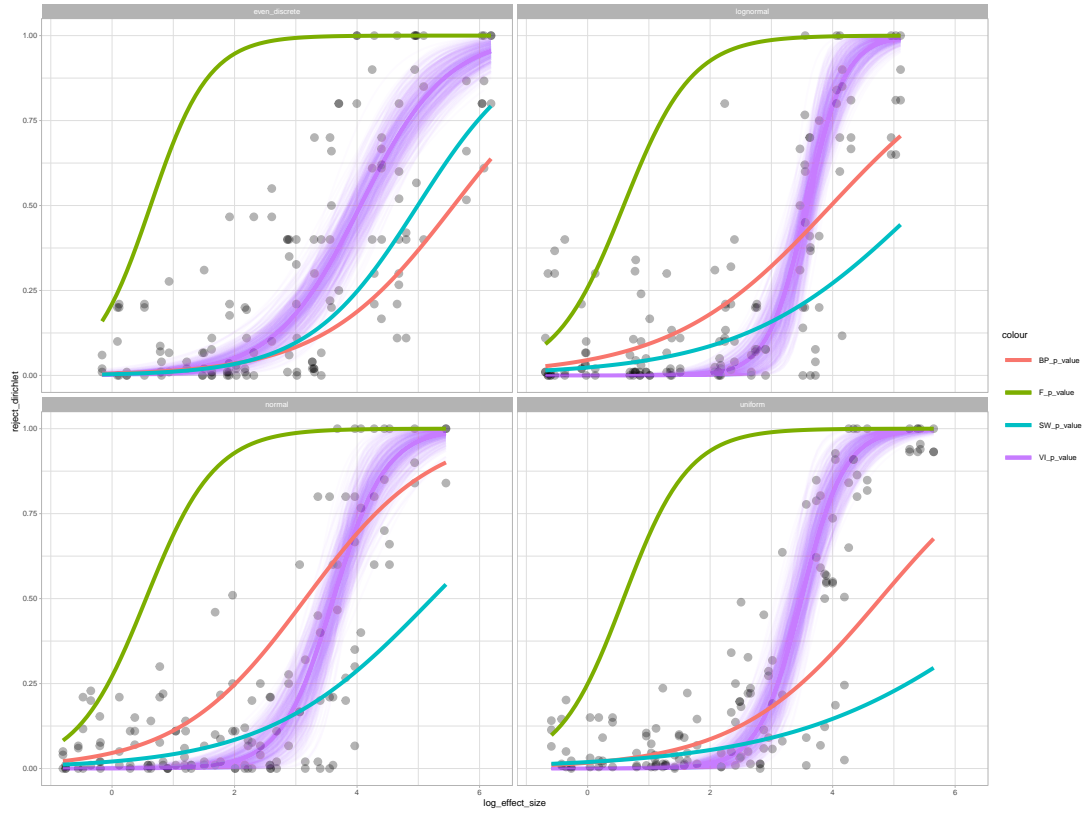 even_discrete
lognormal
1.00
0.75
0.50
0.25
0.00
normal
uniform
1.00
0.75
0.50
0.25
0.00
0
2
4
6
0
2
4
6
log_effect_size
reject_dirichlet
colour
BP_p_value
F_p_value
SW_p_value
VI_p_value